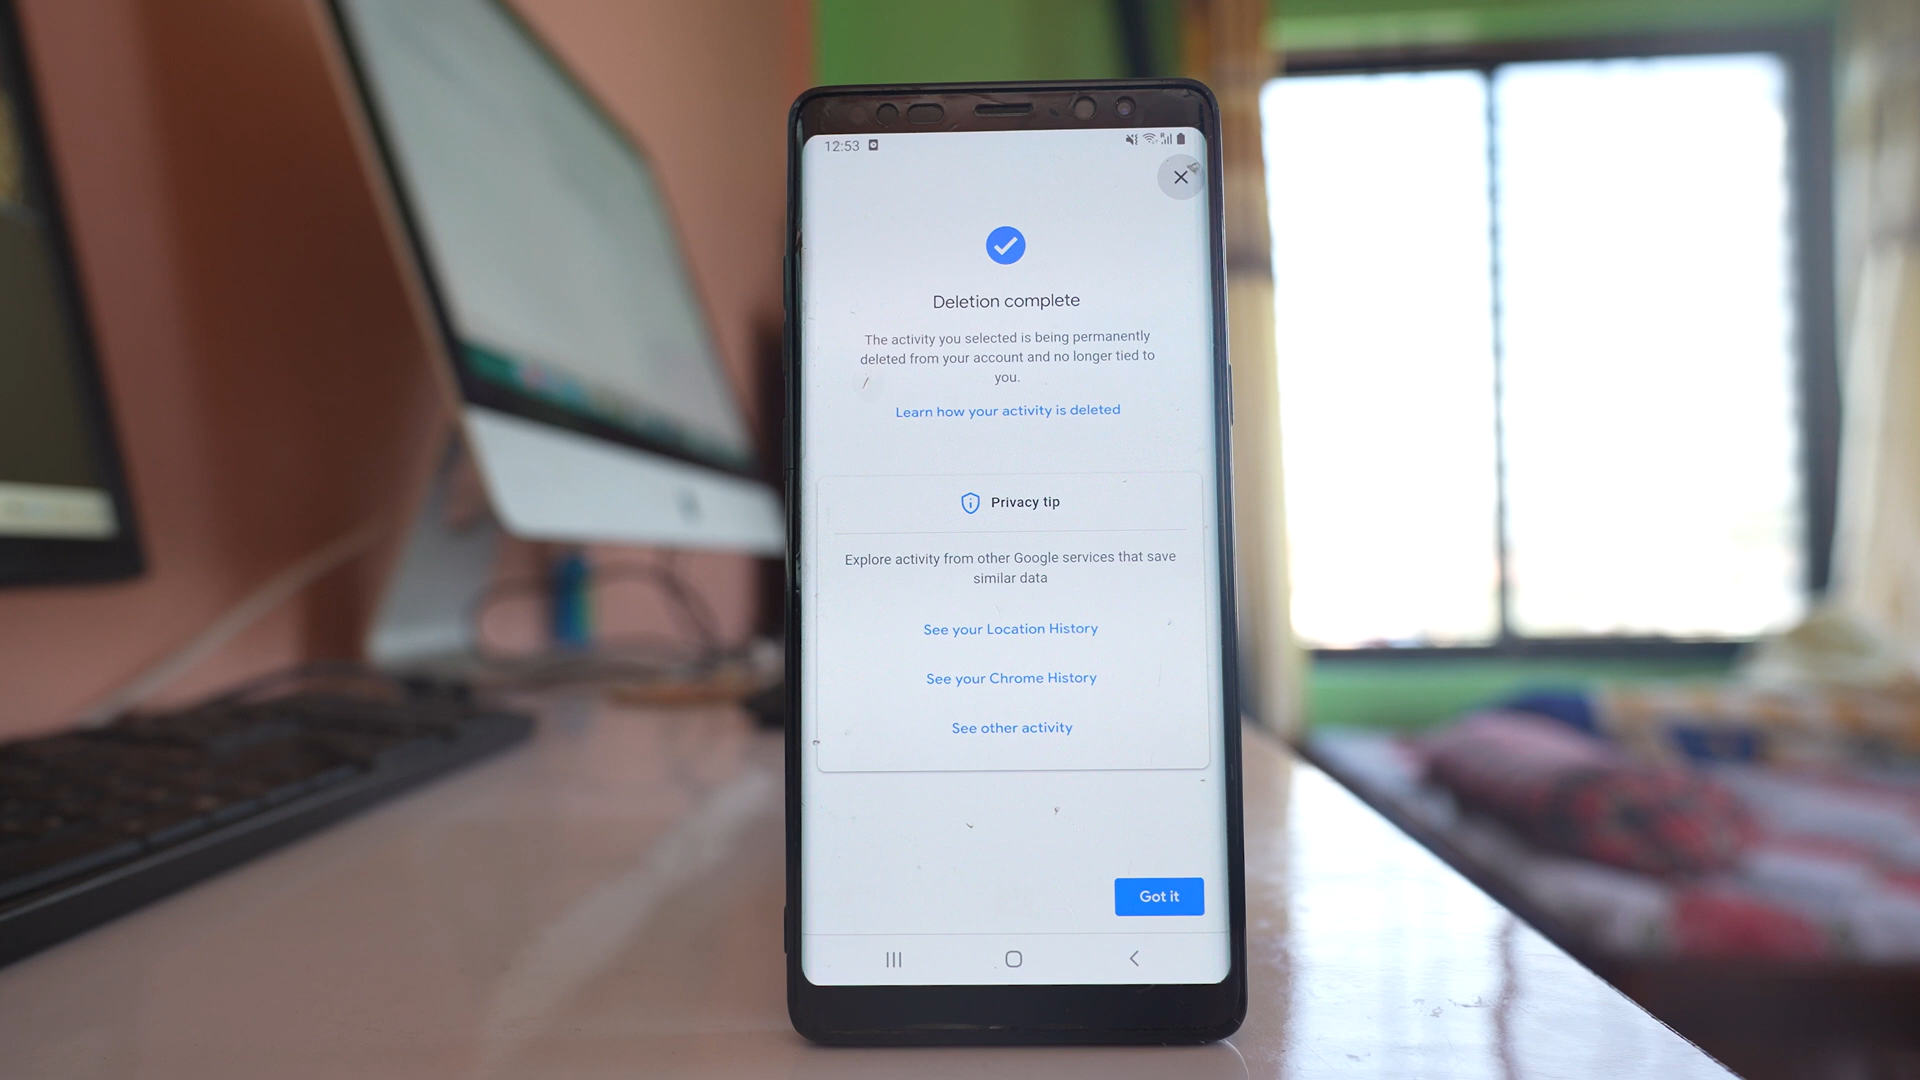 12:53
Deletion complete
The activity you selected is being permanently
deleted from your account and no longer tied to
you.
Learn how your activity is deleted
Privacy tip
Explore activity from other Google services that save
similar data
See your Location History
See your Chrome History
See other activity
Got it